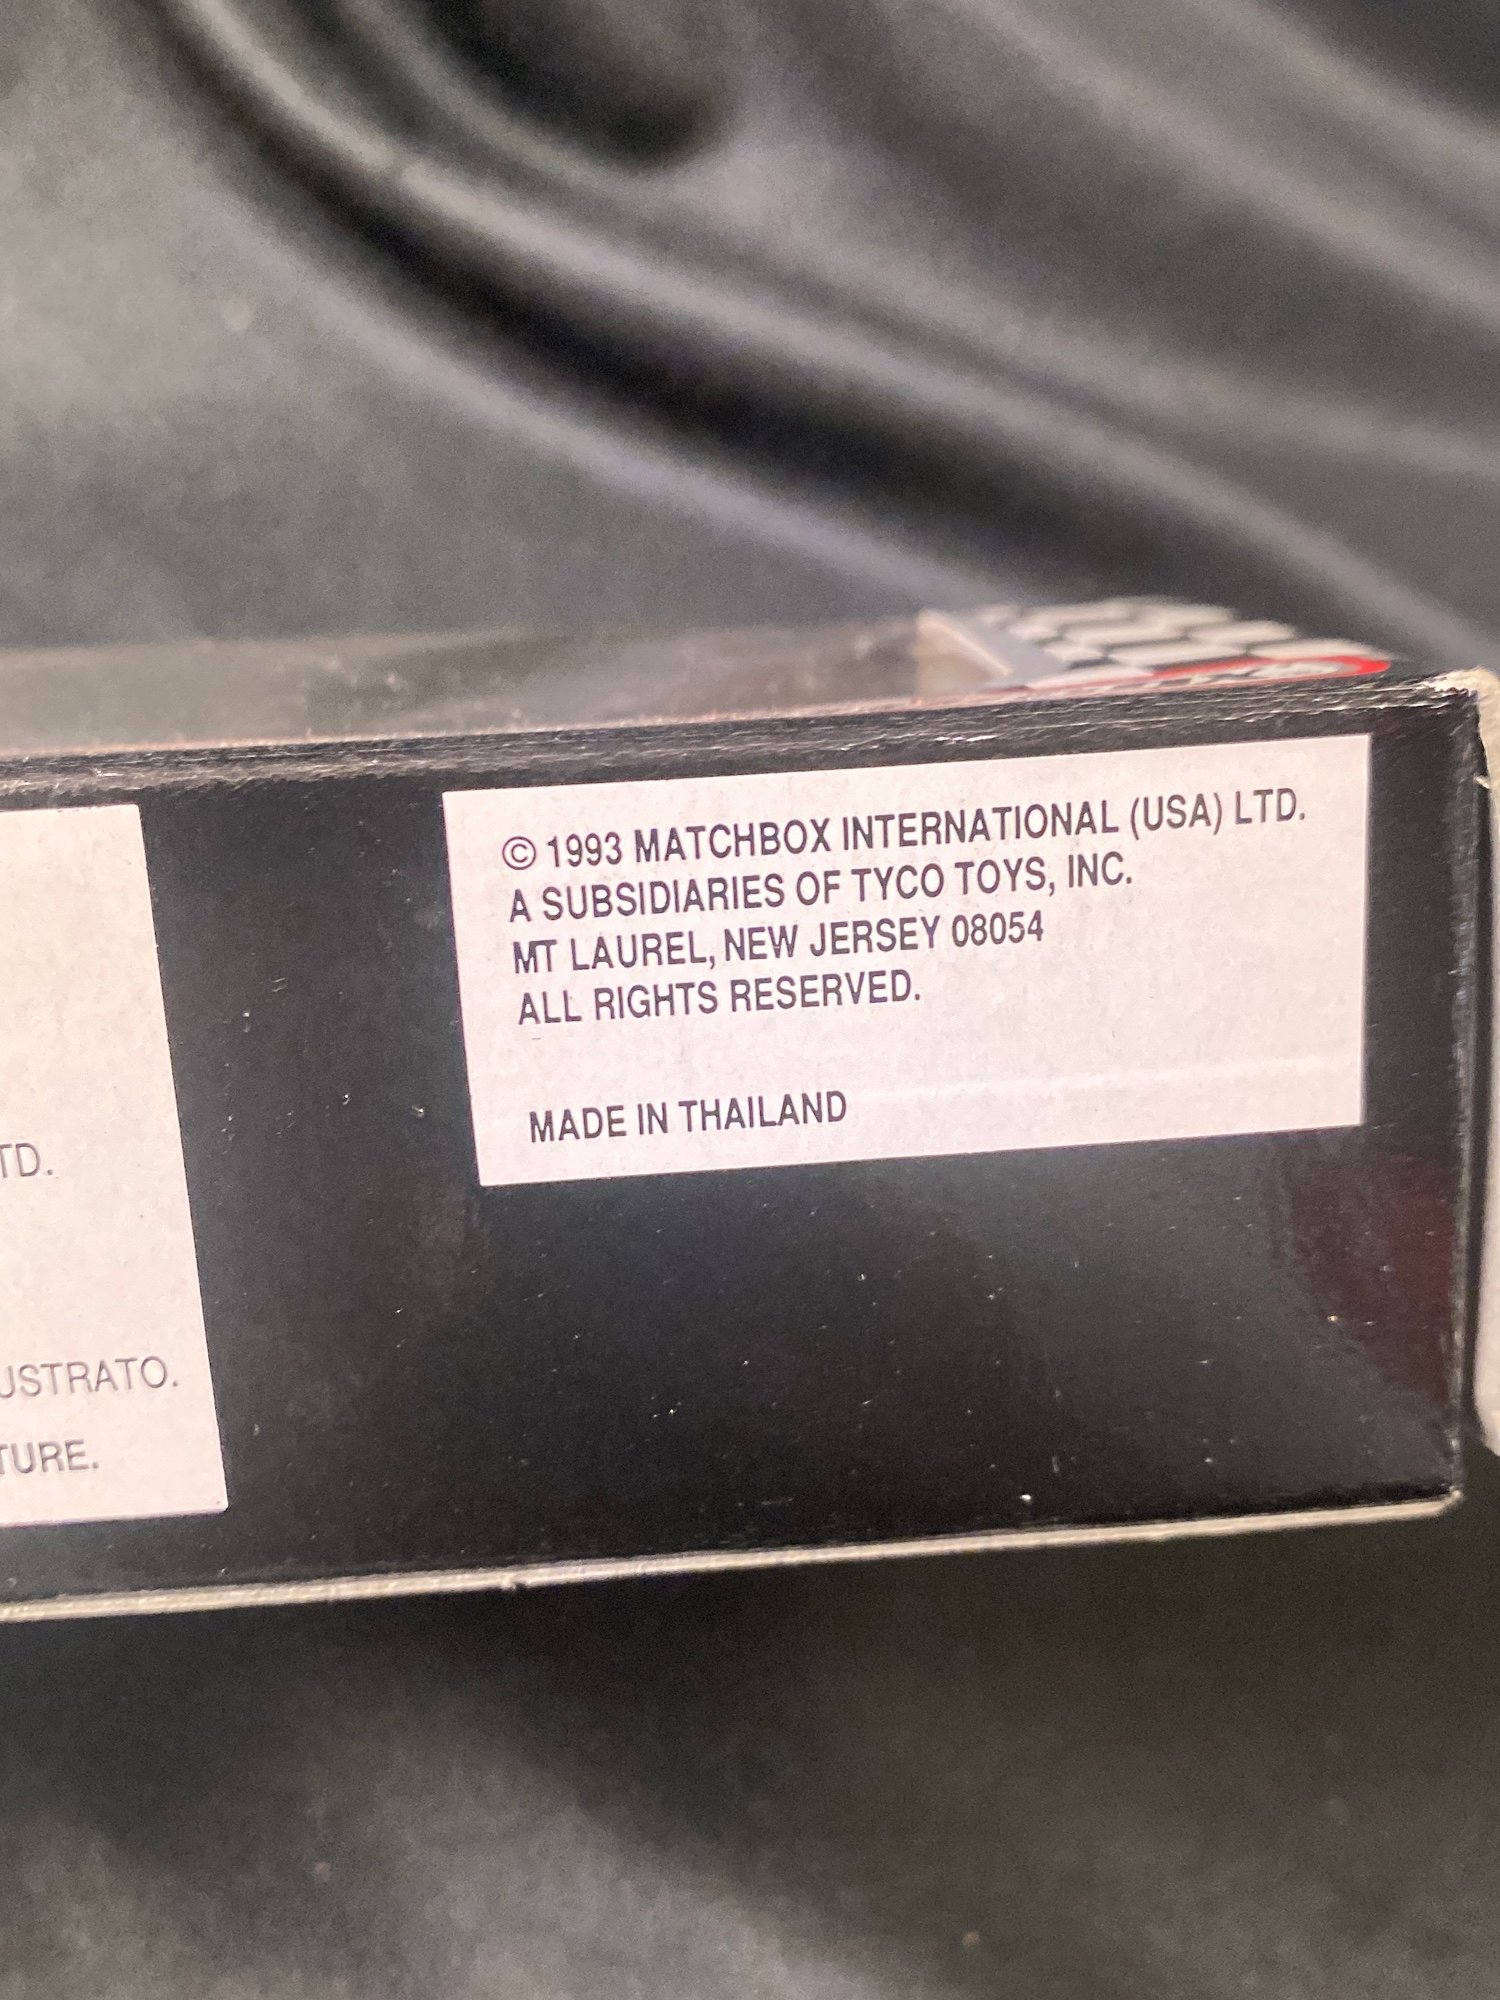 © 1993 MATCHBOX INTERNATIONAL (USA) LTD.
A SUBSIDIARIES OF TYCO TOYS, INC.
MT LAUREL, NEW JERSEY 08054
ALL RIGHTS RESERVED.
MADE IN THAILAND
TD.
USTRATO.
TURE.